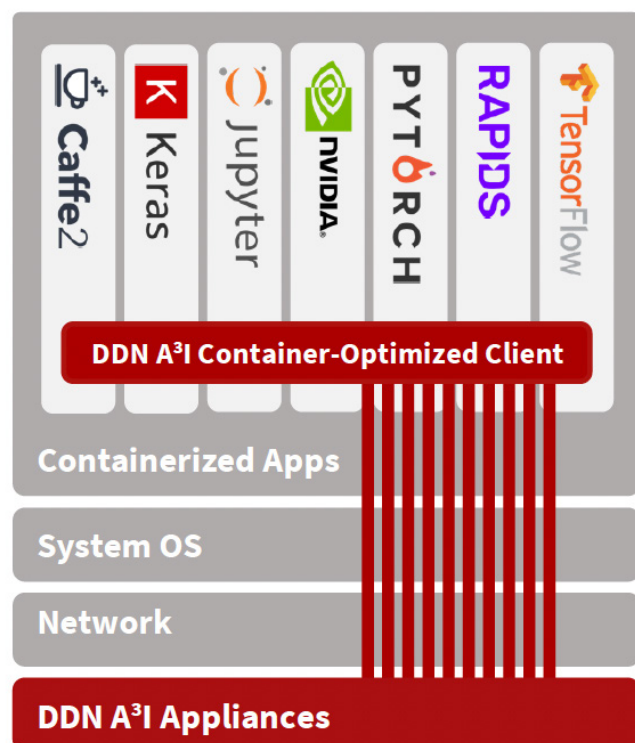 Caffe2
K
Keras
Jupyter
NVIDIA.
PYTORCH
RAPIDS
TensorFlow
DDN A³I Container-Optimized Client
Containerized Apps
System OS
Network
DDN A³I Appliances